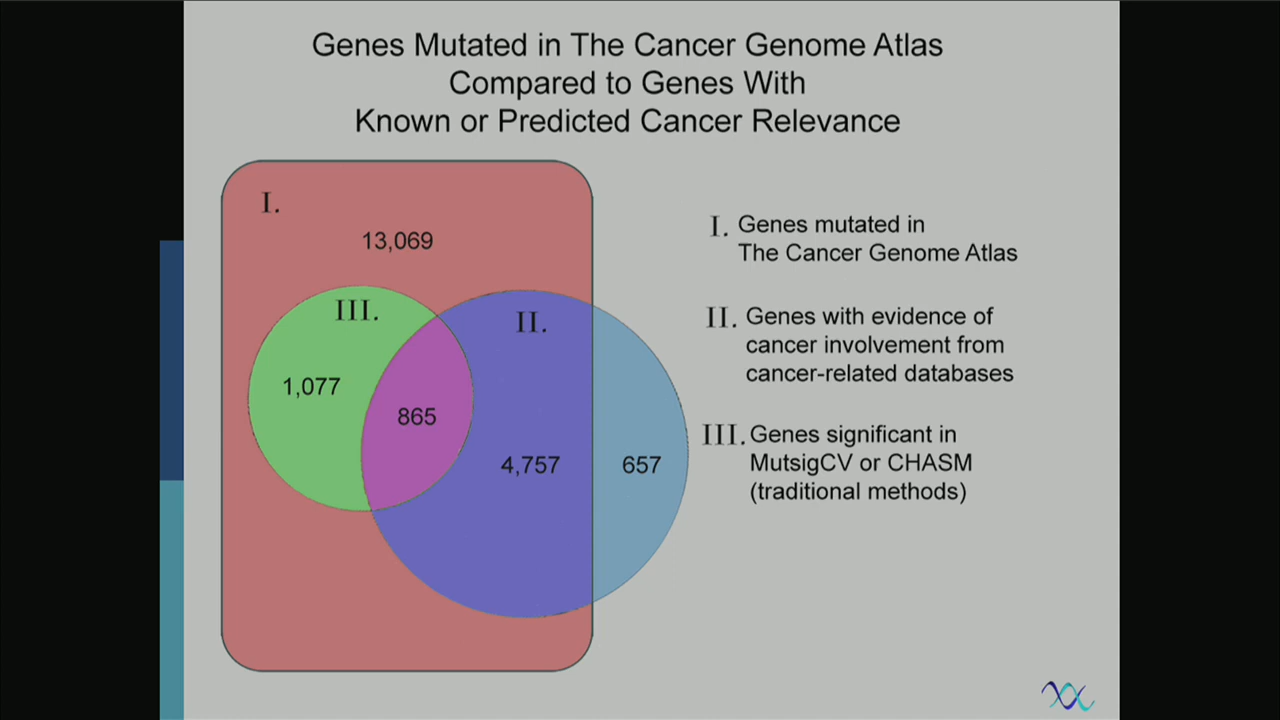 Genes Mutated in The Cancer Genome Atlas
Compared to Genes With
Known or Predicted Cancer Relevance
I.
13,069
III.
II.
1,077
865
4,757
657
I. Genes mutated in
The Cancer Genome Atlas
II. Genes with evidence of
cancer involvement from
cancer-related databases
III. Genes significant in
MutsigCV or CHASM
(traditional methods)